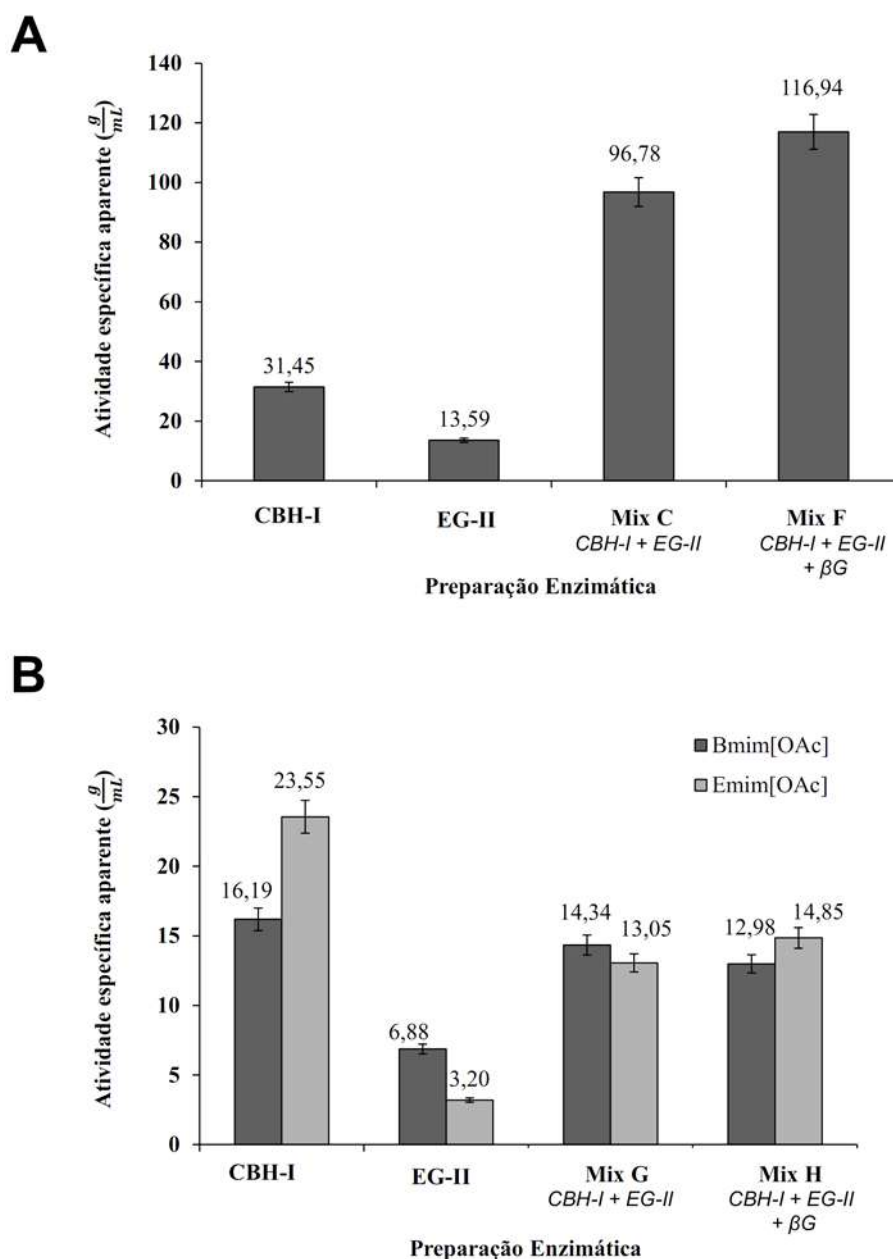 A
Atividade específica aparente (g/mL)
140
120
100
80
60
40
20
0
31,45
13,59
96,78
116,94
CBH-I
EG-II
Mix C
CBH-I + EG-II
Mix F
CBH-I + EG-II
+ βG
Preparação Enzimática
B
Atividade específica aparente (g/mL)
30
25
20
15
10
5
0
Bmim[OAc]
Emim[OAc]
16,19
23,55
6,88
3,20
14,34
13,05
12,98
14,85
CBH-I
EG-II
Mix G
CBH-I + EG-II
Mix H
CBH-I + EG-II
+ βG
Preparação Enzimática